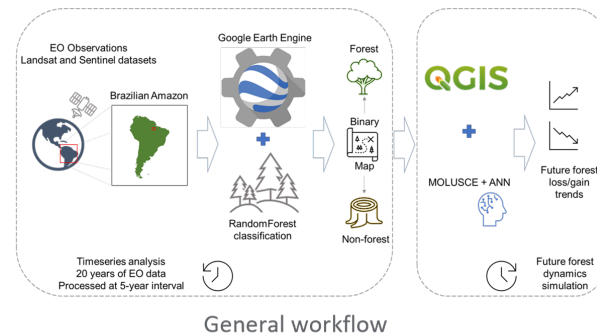 EO Observations
Landsat and Sentinel datasets
Brazilian Amazon
Google Earth Engine
RandomForest
classification
Forest
Binary
Map
Non-forest
Timeseries analysis
20 years of EO data
Processed at 5-year interval
QGIS
MOLUSCE + ANN
Future forest
loss/gain
trends
Future forest
dynamics
simulation
General workflow